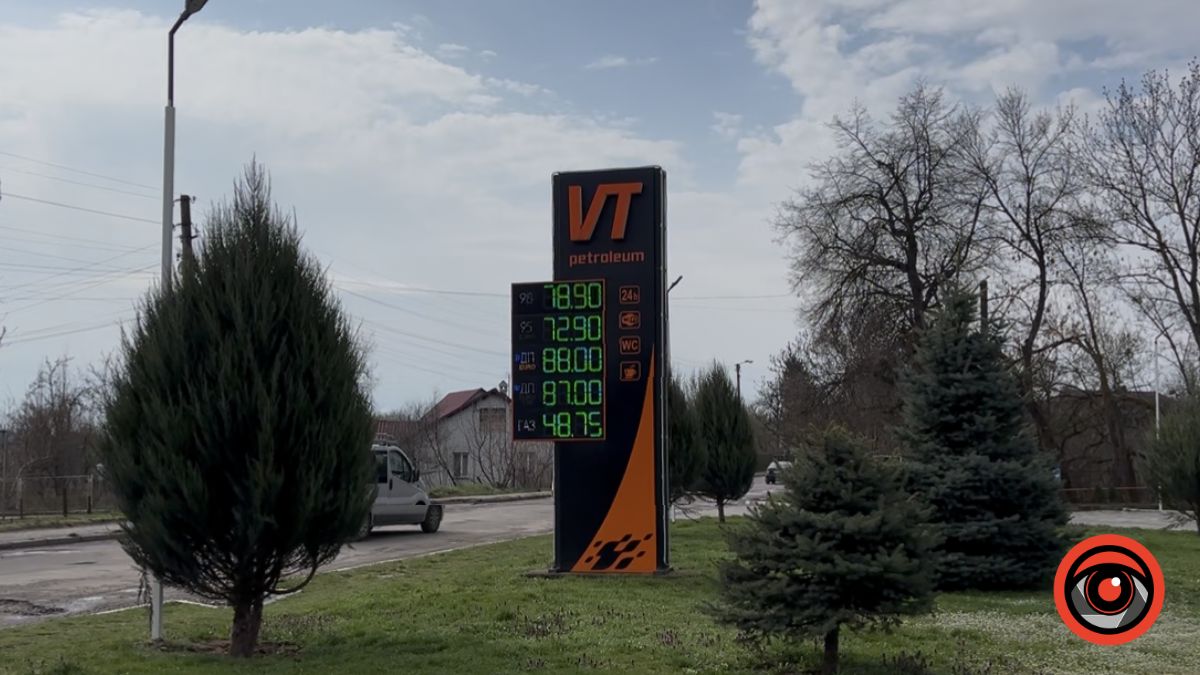 VT
petroleum
98 78.90
95 72.90
ДП EURO 88.00
ДП 87.00
ГАЗ 48.75
24h
WC